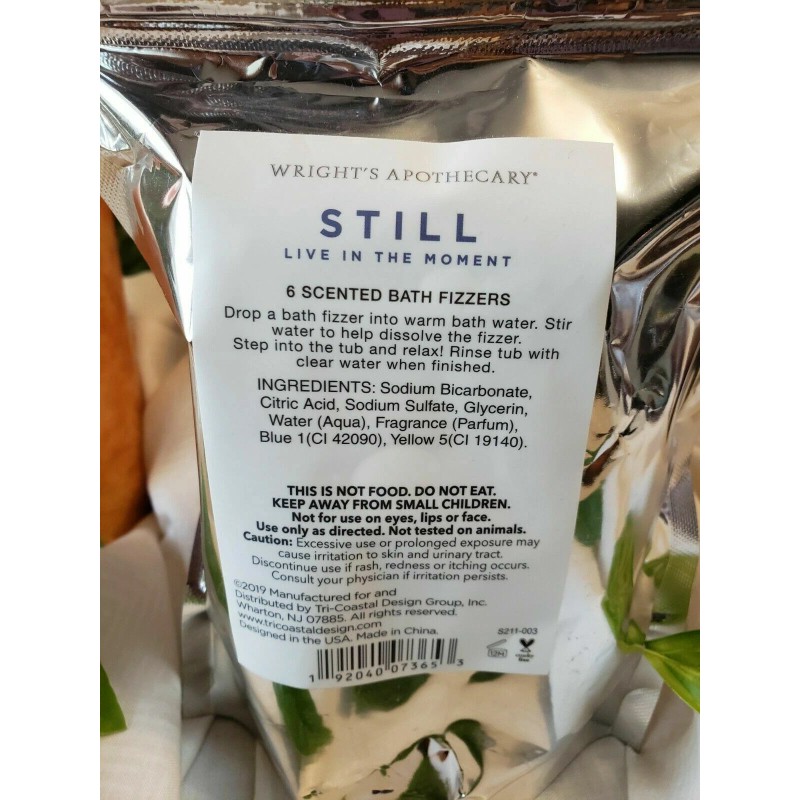 WRIGHT'S APOTHECARY®
STILL
LIVE IN THE MOMENT
6 SCENTED BATH FIZZERS
Drop a bath fizzer into warm bath water. Stir
water to help dissolve the fizzer.
Step into the tub and relax! Rinse tub with
clear water when finished.
INGREDIENTS: Sodium Bicarbonate,
Citric Acid, Sodium Sulfate, Glycerin,
Water (Aqua), Fragrance (Parfum),
Blue 1(CI 42090), Yellow 5(CI 19140).
THIS IS NOT FOOD. DO NOT EAT.
KEEP AWAY FROM SMALL CHILDREN.
Not for use on eyes, lips or face.
Use only as directed. Not tested on animals.
Caution: Excessive use or prolonged exposure may
cause irritation to skin and urinary tract.
Discontinue use if rash, redness or itching occurs.
Consult your physician if irritation persists.
©2019 Manufactured for and
Distributed by Tri-Coastal Design Group, Inc.
Wharton, NJ 07885. All rights reserved.
www.tricoastaldesign.com
Designed in the USA. Made in China.
S211-003
12M
1 92040 07365 3